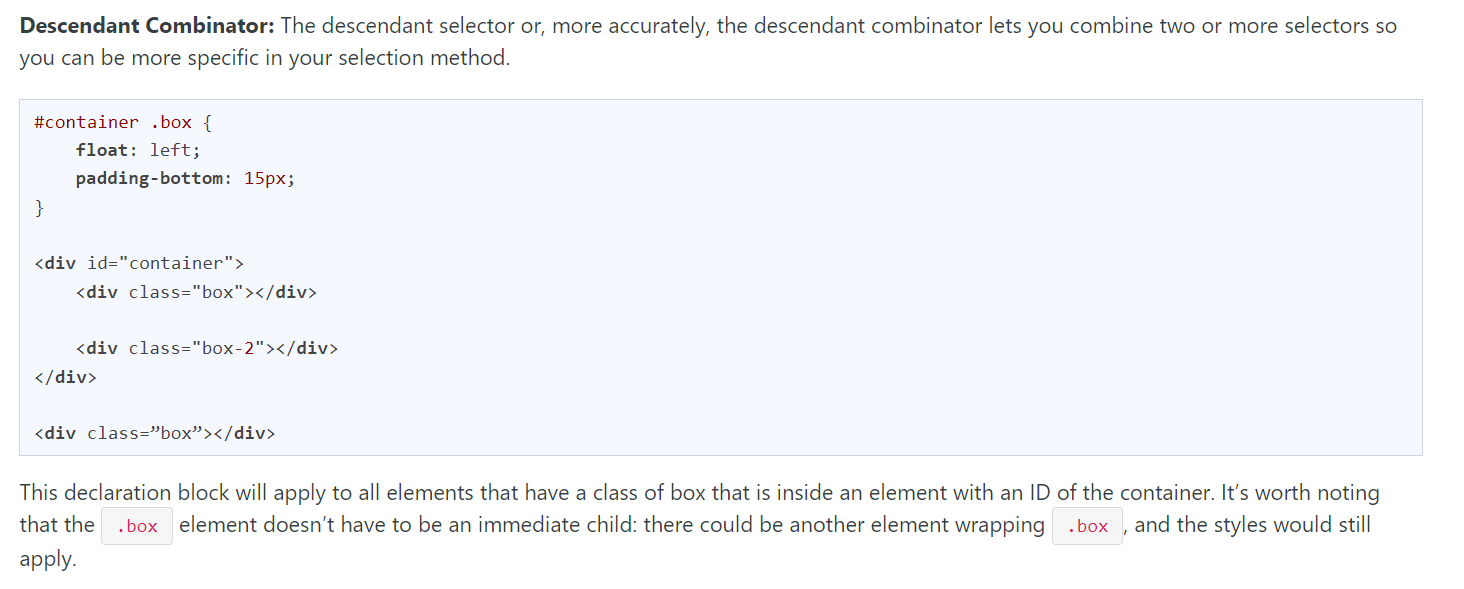 Descendant Combinator: The descendant selector or, more accurately, the descendant combinator lets you combine two or more selectors so
you can be more specific in your selection method.
#container .box {
    float: left;
    padding-bottom: 15px;
}
<div id="container">
    <div class="box"></div>
    <div class="box-2"></div>
</div>
<div class=”box”></div>
This declaration block will apply to all elements that have a class of box that is inside an element with an ID of the container. It’s worth noting
that the .box element doesn’t have to be an immediate child: there could be another element wrapping .box, and the styles would still
apply.